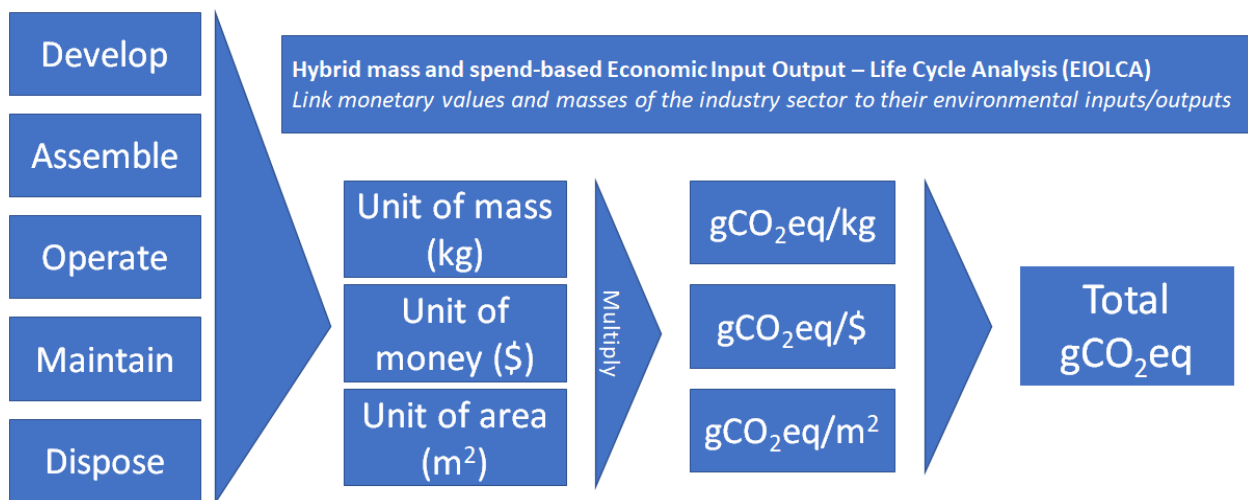 Develop
Assemble
Operate
Maintain
Dispose
Hybrid mass and spend-based Economic Input Output – Life Cycle Analysis (EIOLCA)
Link monetary values and masses of the industry sector to their environmental inputs/outputs
Unit of mass
(kg)
Unit of
money ($)
Unit of area
(m²)
Multiply
gCO₂eq/kg
gCO₂eq/$
gCO₂eq/m²
Total
gCO₂eq